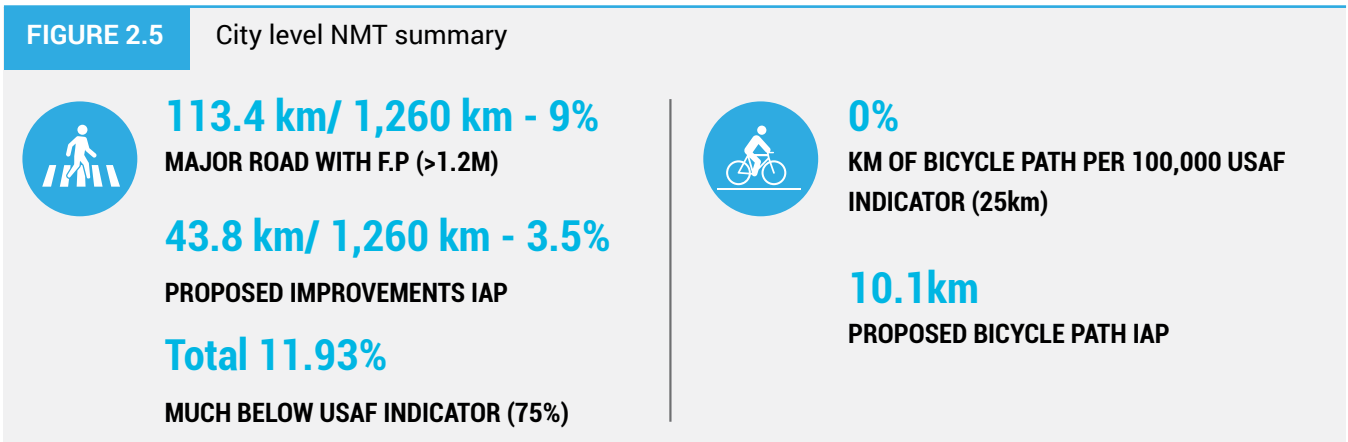 FIGURE 2.5
City level NMT summary
113.4 km/ 1,260 km - 9%
MAJOR ROAD WITH F.P (>1.2M)
43.8 km/ 1,260 km - 3.5%
PROPOSED IMPROVEMENTS IAP
Total 11.93%
MUCH BELOW USAF INDICATOR (75%)
0%
KM OF BICYCLE PATH PER 100,000 USAF
INDICATOR (25km)
10.1km
PROPOSED BICYCLE PATH IAP